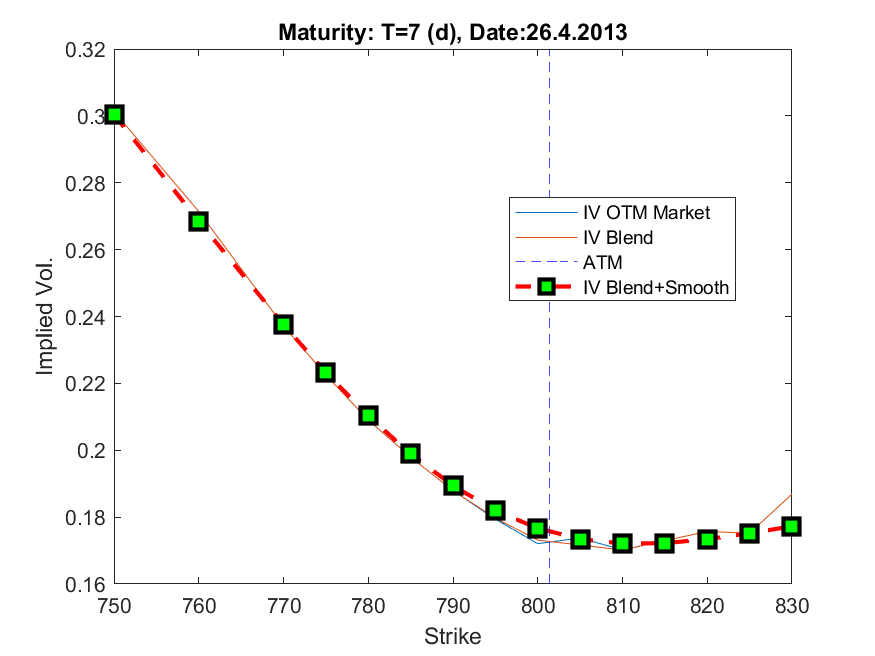 Maturity: T=7 (d), Date:26.4.2013
0.32
0.3
0.28
0.26
0.24
0.22
0.2
0.18
0.16
Implied Vol.
IV OTM Market
IV Blend
ATM
IV Blend+Smooth
750 760 770 780 790 800 810 820 830
Strike